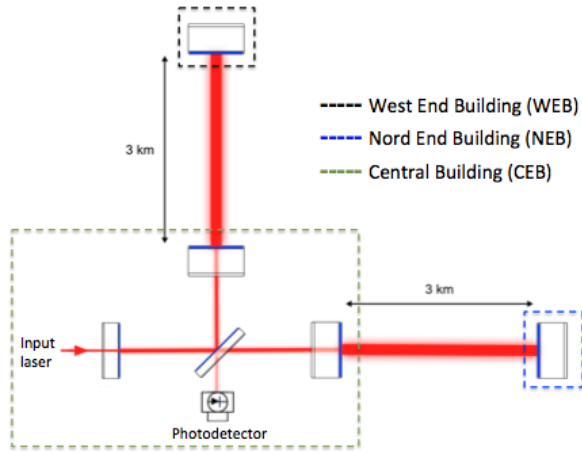 3 km
West End Building (WEB)
Nord End Building (NEB)
Central Building (CEB)
3 km
Input
laser
Photodetector